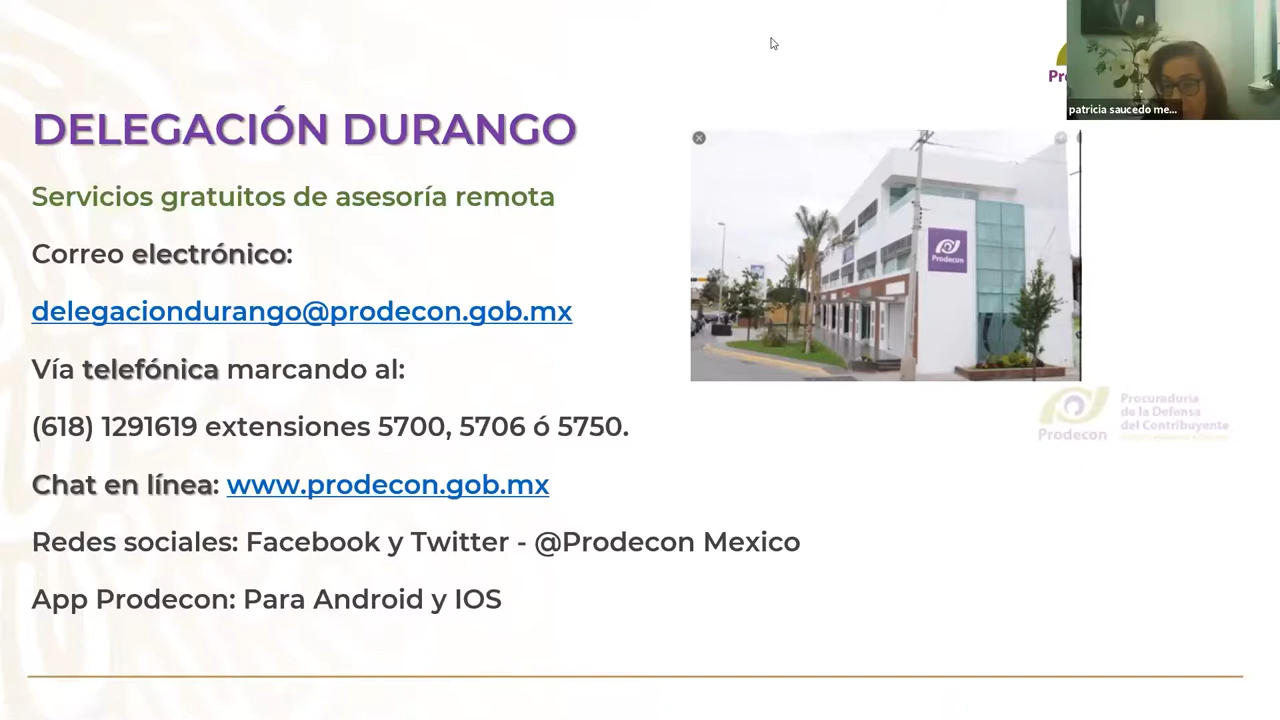 DELEGACIÓN DURANGO
Servicios gratuitos de asesoría remota
Correo electrónico:
delegaciondurango@prodecon.gob.mx
Vía telefónica marcando al:
(618) 1291619 extensiones 5700, 5706 ó 5750.
Chat en línea: www.prodecon.gob.mx
Redes sociales: Facebook y Twitter - @Prodecon Mexico
App Prodecon: Para Android y IOS
patricia saucedo me...
Prodecon
Prodecon
Procuraduría
de la Defensa
del Contribuyente